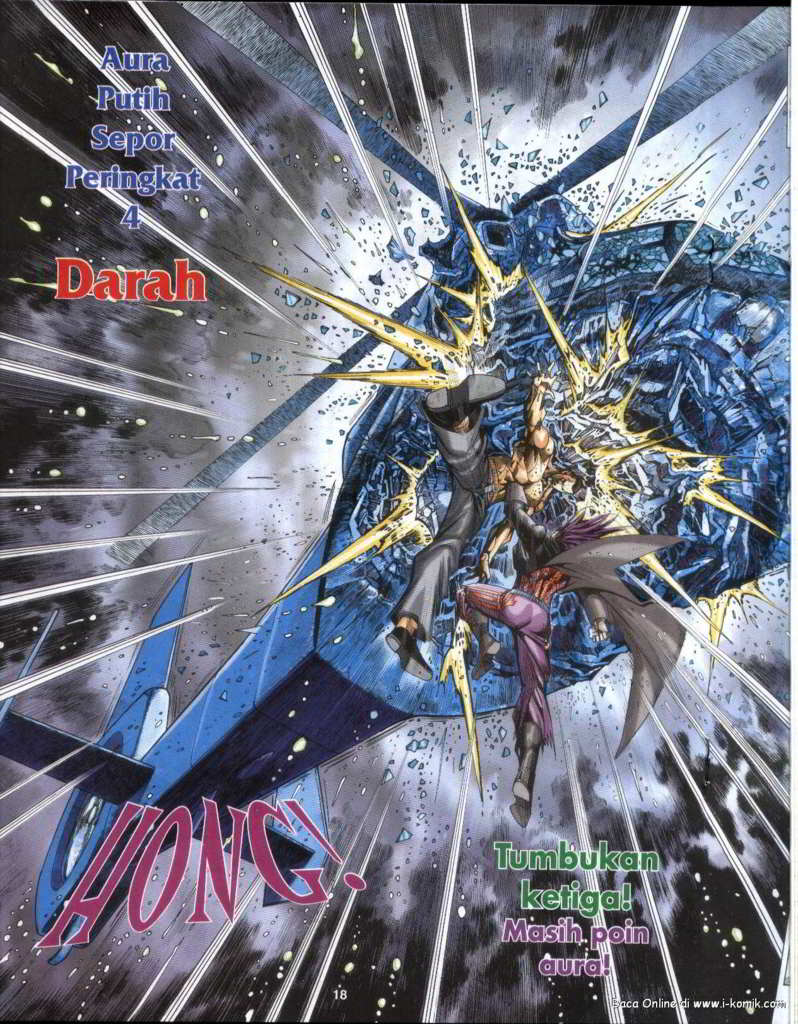 Aura
Putih
Sepor
Peringkat
4
Darah
HONG!
Tumbukan
ketiga!
Masih poin
aura!
18
Baca Online di www.i-komik.com